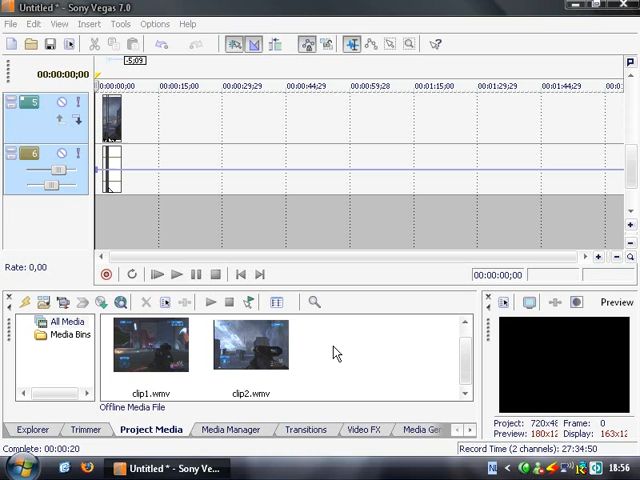 Untitled * - Sony Vegas 7.0
File Edit View Insert Tools Options Help
-5;09
00:00:00;00
0:00:00;00 00:00:15;00 00:00:29;29 00:00:44;29 00:00:59;28 00:01:15;00 00:01:29;29 00:01:44;29 00:0
5
6
Rate: 0,00
00:00:00;00
All Media
Media Bins
clip1.wmv
clip2.wmv
Offline Media File
Preview
Project: 720x48 Frame: 0
Preview: 180x12 Display: 163x12
Explorer Trimmer Project Media Media Manager Transitions Video FX Media Gen
Complete: 00:00:20
Record Time (2 channels): 27:34:50
Untitled * - Sony Ve...
NL
18:56